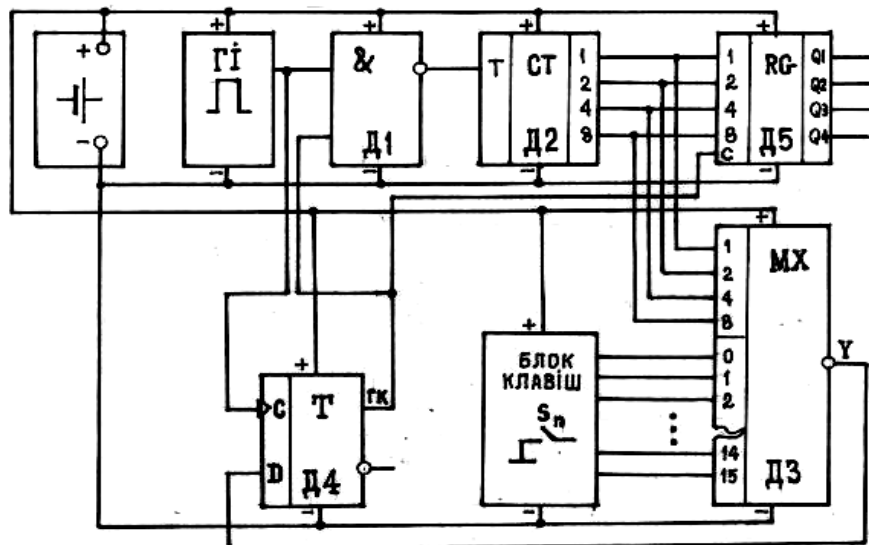 + + + + +
+ - ГІ & T CT 1 2 4 8 1 2 4 8 C RG Q1 Q2 Q3 Q4
Д1 Д2 Д5
- - - -
+ + +
1 2 4 8 MX
T ГК C D Д4
БЛОК
КЛАВІШ
Sn
0 1 2 14 15 Y
Д3
- - -